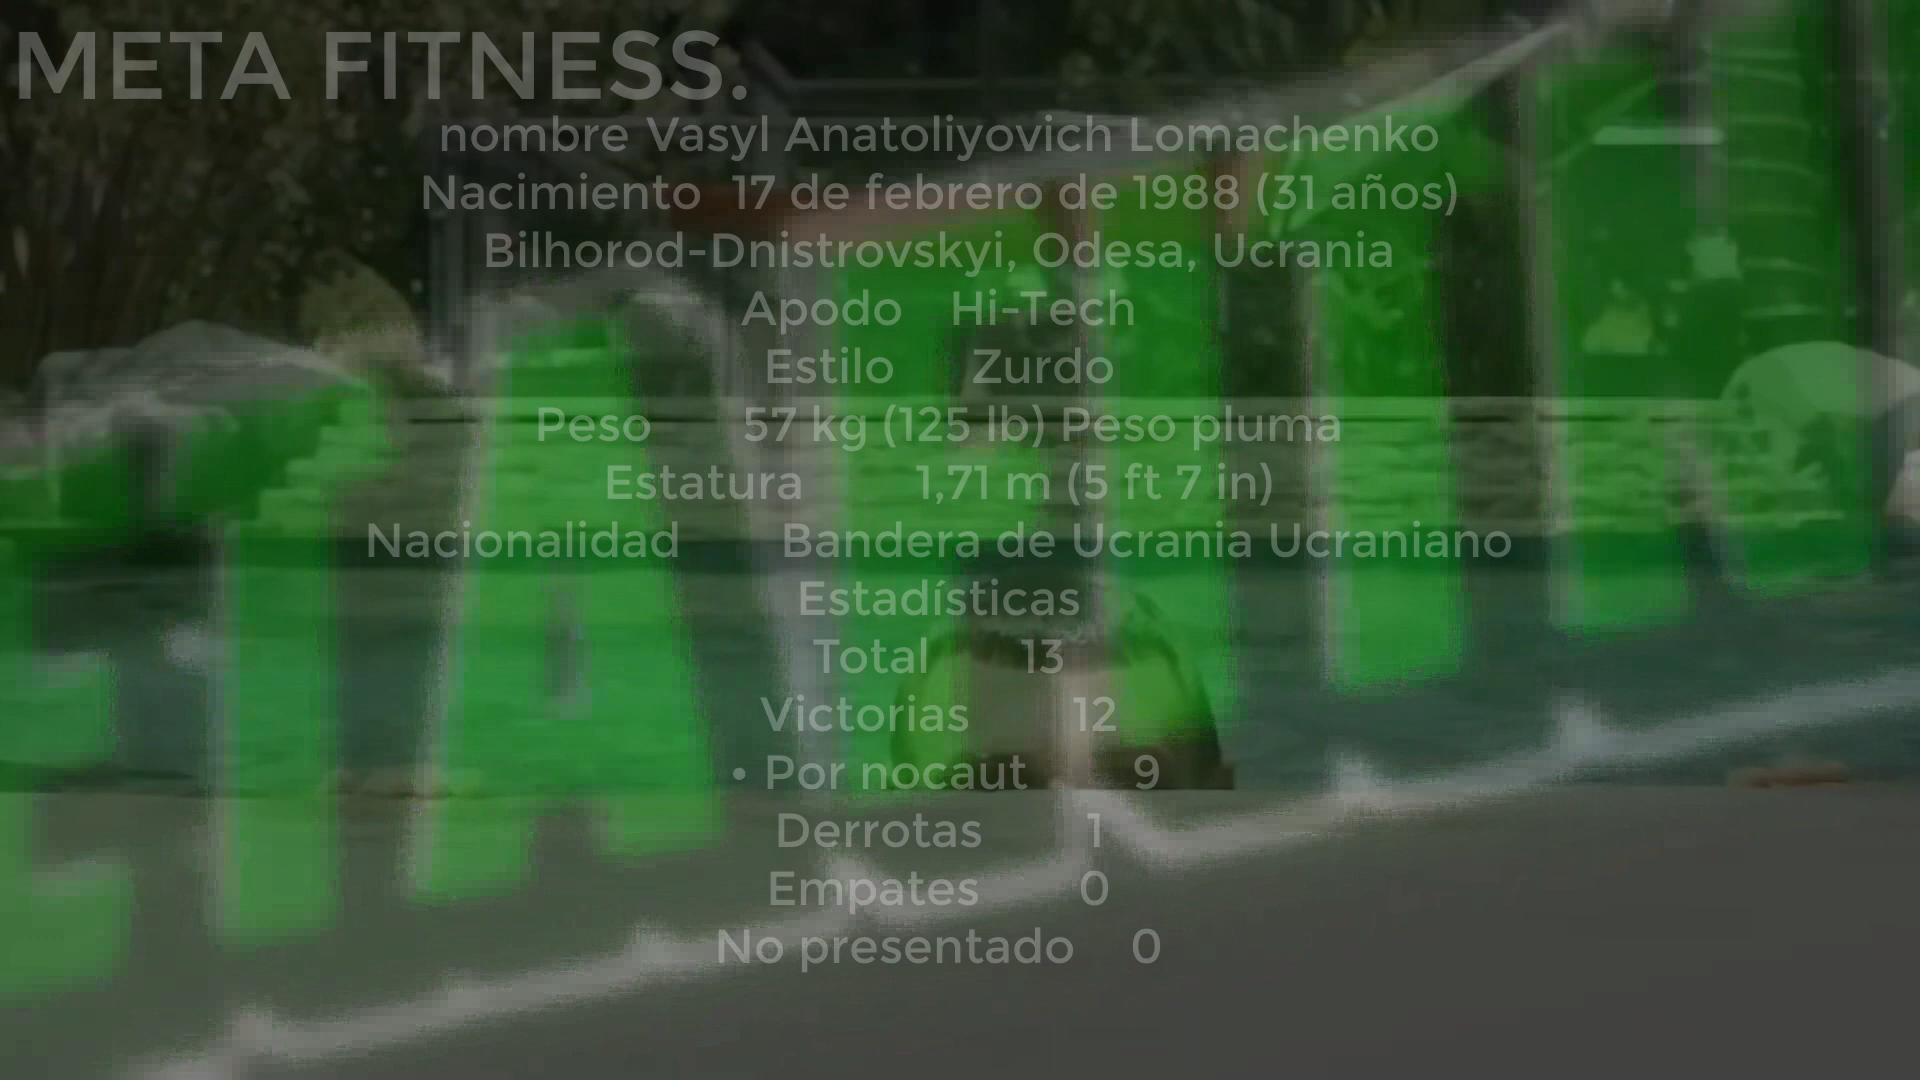 META FITNESS.
nombre Vasyl Anatoliyovich Lomachenko
Nacimiento 17 de febrero de 1988 (31 años)
Bilhorod-Dnistrovskyi, Odesa, Ucrania
Apodo Hi-Tech
Estilo Zurdo
Peso 57 kg (125 lb) Peso pluma
Estatura 1,71 m (5 ft 7 in)
Nacionalidad Bandera de Ucrania Ucraniano
Estadísticas
Total 13
Victorias 12
• Por nocaut 9
Derrotas 1
Empates 0
No presentado 0